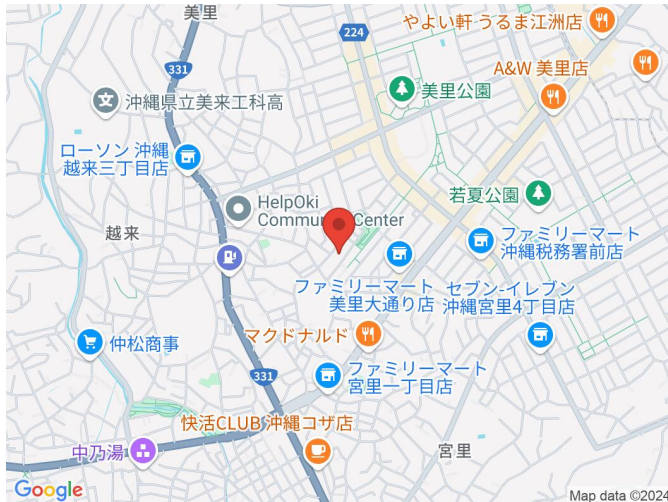 美里
やよい軒 うるま江洲店
224
A&W 美里店
331
沖縄県立美来工科高
美里公園
ローソン 沖縄
越来三丁目店
若夏公園
HelpOki
Community Center
越来
ファミリーマート
沖縄税務署前店
ファミリーマート
美里大通り店
セブン-イレブン
沖縄宮里4丁目店
マクドナルド
仲松商事
ファミリーマート
宮里一丁目店
331
快活CLUB 沖縄コザ店
中乃湯
宮里
Google
Map data ©2024